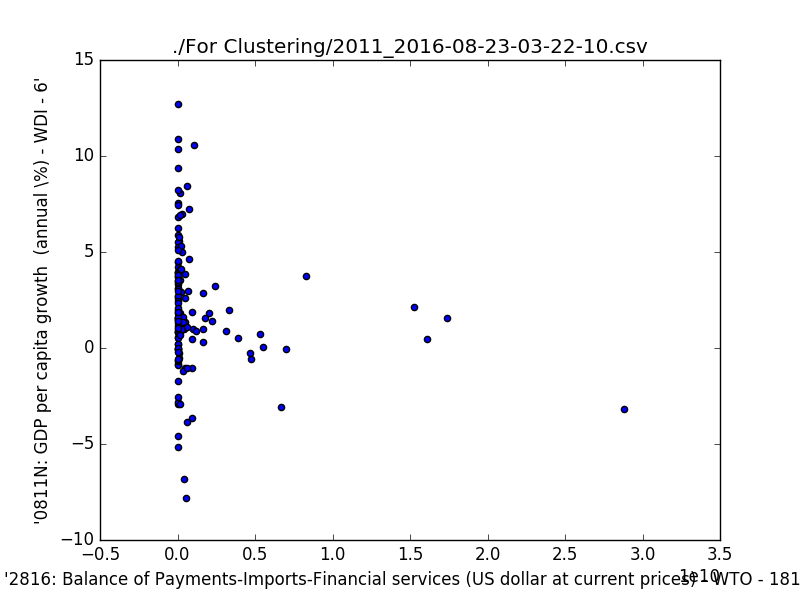 ./For Clustering/2011_2016-08-23-03-22-10.csv
15
10
5
0
−5
−10
'0811N: GDP per capita growth  (annual \%) - WDI - 6'
−0.5 0.0 0.5 1.0 1.5 2.0 2.5 3.0 3.5
1e10
'2816: Balance of Payments-Imports-Financial services (US dollar at current prices) - WTO - 181